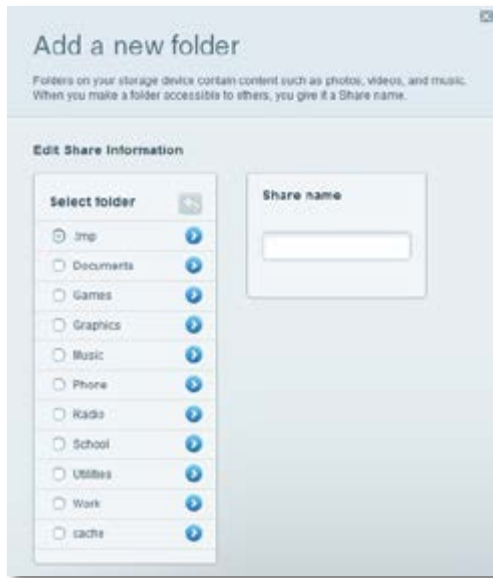 Add a new folder
Folders on your storage device contain content such as photos, videos, and music.
When you make a folder accessible to others, you give it a Share name.
Edit Share Information
Select folder
.tmp
Documents
Games
Graphics
Music
Phone
Radio
School
Utilities
Work
cache
Share name